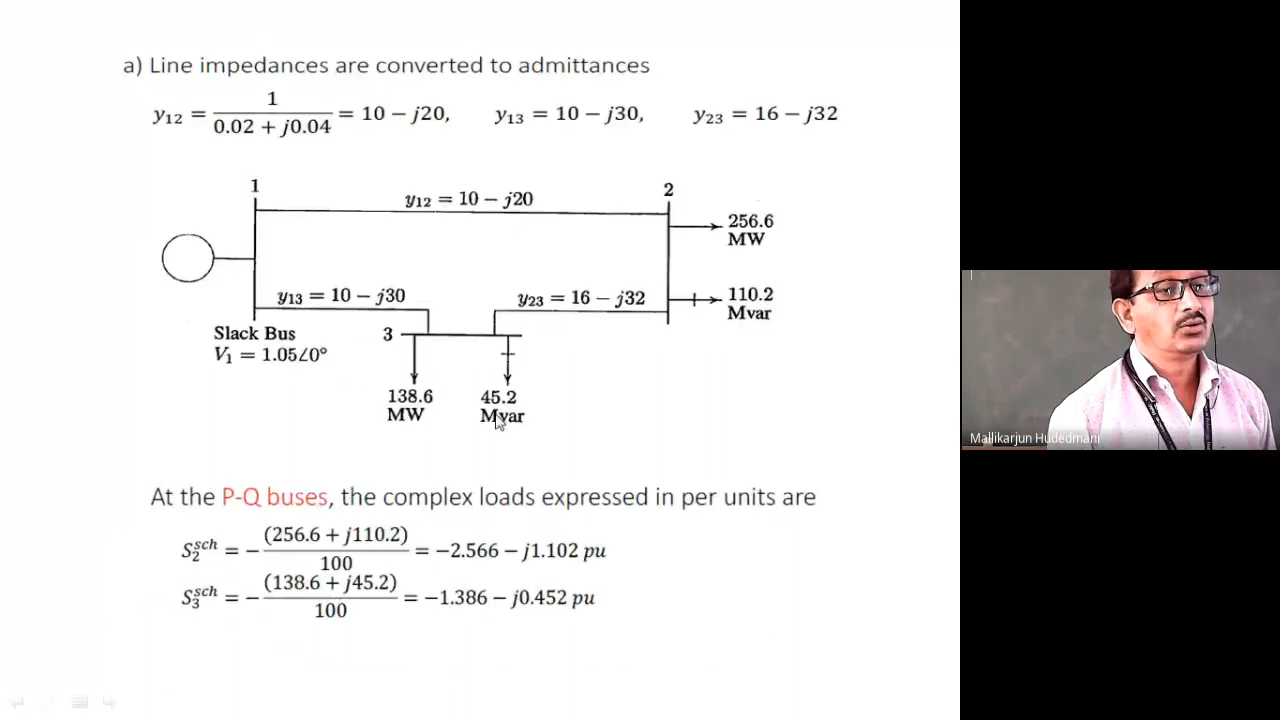 a) Line impedances are converted to admittances
y₁₂ = 1 / (0.02 + j0.04) = 10 − j20, y₁₃ = 10 − j30, y₂₃ = 16 − j32
1
2
y₁₂ = 10 − j20
256.6
MW
y₁₃ = 10 − j30
y₂₃ = 16 − j32
110.2
Mvar
Slack Bus
V₁ = 1.05∠0°
3
138.6
MW
45.2
Mvar
At the P-Q buses, the complex loads expressed in per units are
S₂ˢᶜʰ = − (256.6 + j110.2) / 100 = −2.566 − j1.102 pu
S₃ˢᶜʰ = − (138.6 + j45.2) / 100 = −1.386 − j0.452 pu
Mallikarjun Hudedmani